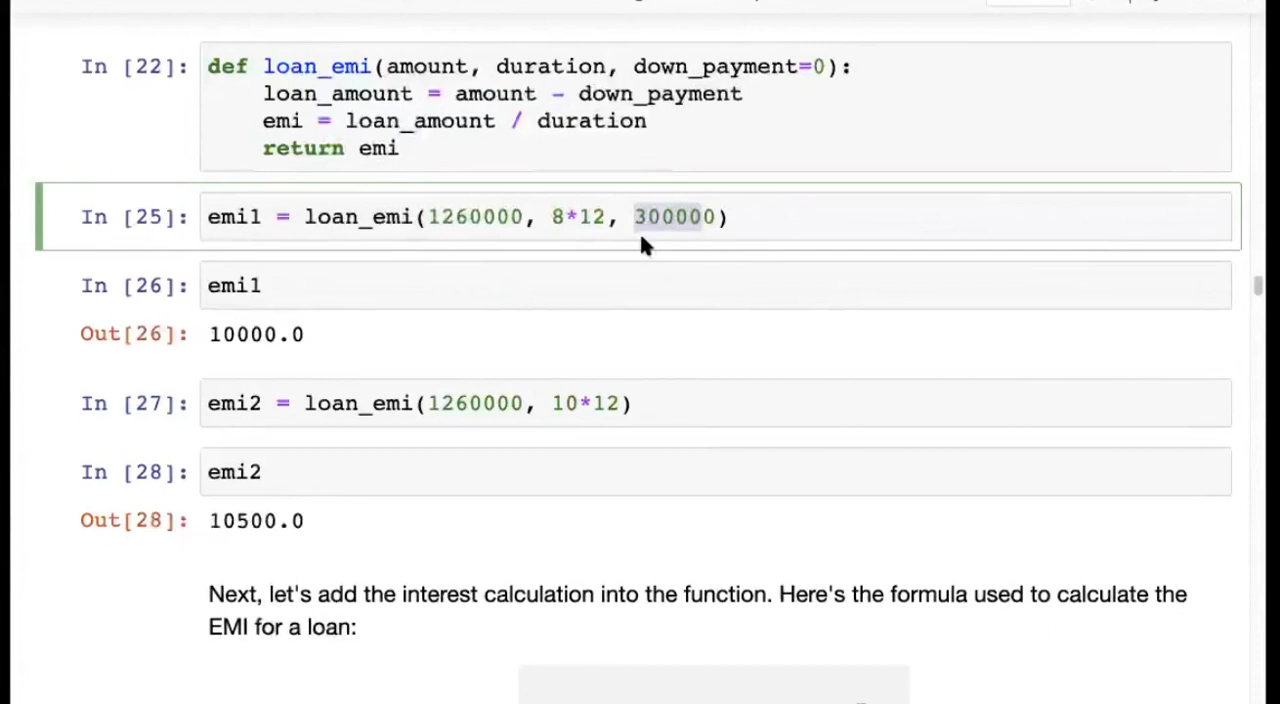 In [22]: def loan_emi(amount, duration, down_payment=0):
    loan_amount = amount - down_payment
    emi = loan_amount / duration
    return emi
In [25]: emi1 = loan_emi(1260000, 8*12, 300000)
In [26]: emi1
Out[26]: 10000.0
In [27]: emi2 = loan_emi(1260000, 10*12)
In [28]: emi2
Out[28]: 10500.0
Next, let's add the interest calculation into the function. Here's the formula used to calculate the
EMI for a loan: